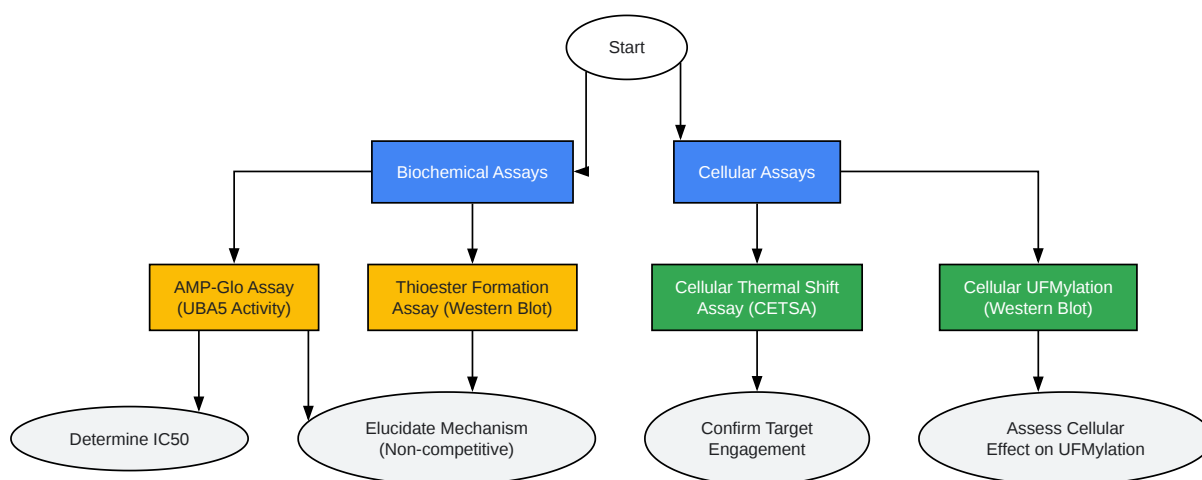 Start
Biochemical Assays
Cellular Assays
AMP-Glo Assay
(UBA5 Activity)
Thioester Formation
Assay (Western Blot)
Cellular Thermal Shift
Assay (CETSA)
Cellular UFMylation
(Western Blot)
Determine IC50
Elucidate Mechanism
(Non-competitive)
Confirm Target
Engagement
Assess Cellular
Effect on UFMylation